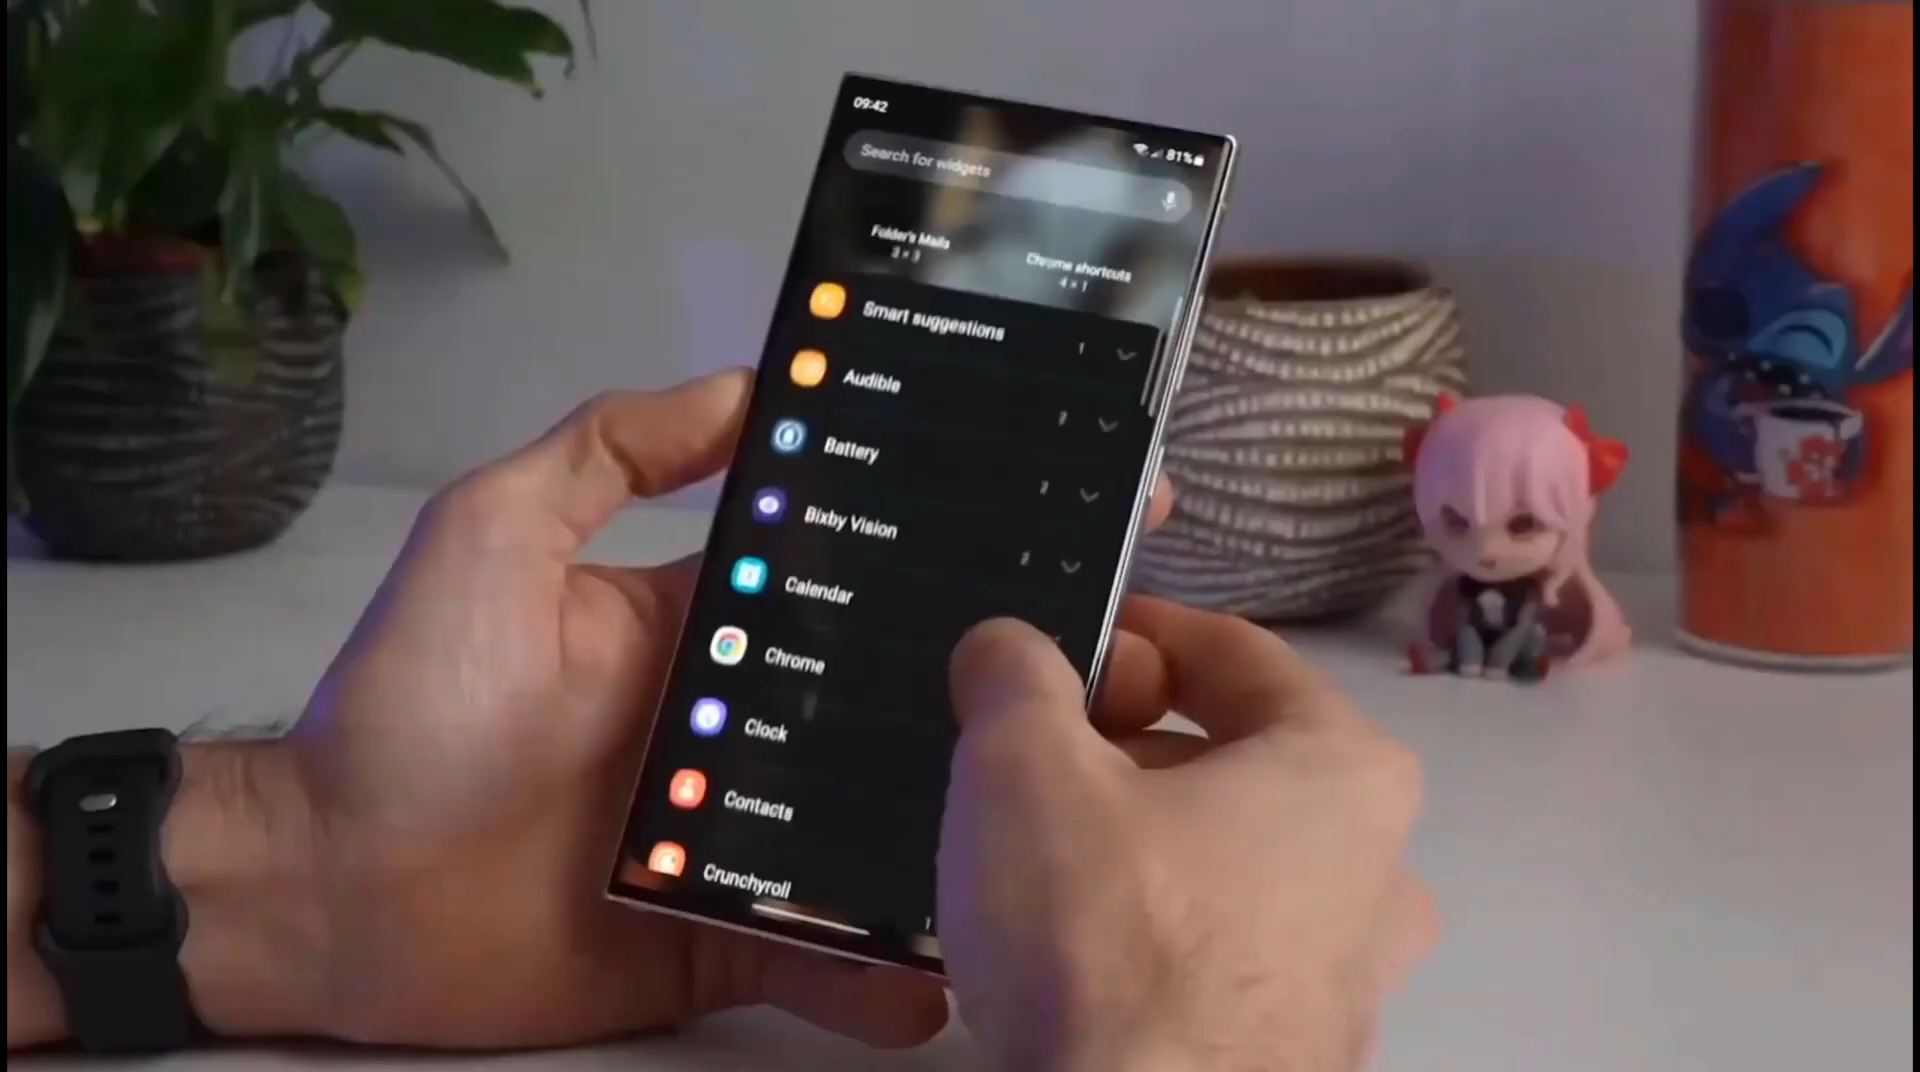 09:42
81%
Search for widgets
Folder's Mails
3 × 3
Chrome shortcuts
4 × 1
Smart suggestions
1
Audible
2
Battery
2
Bixby Vision
2
Calendar
Chrome
Clock
Contacts
Crunchyroll
1